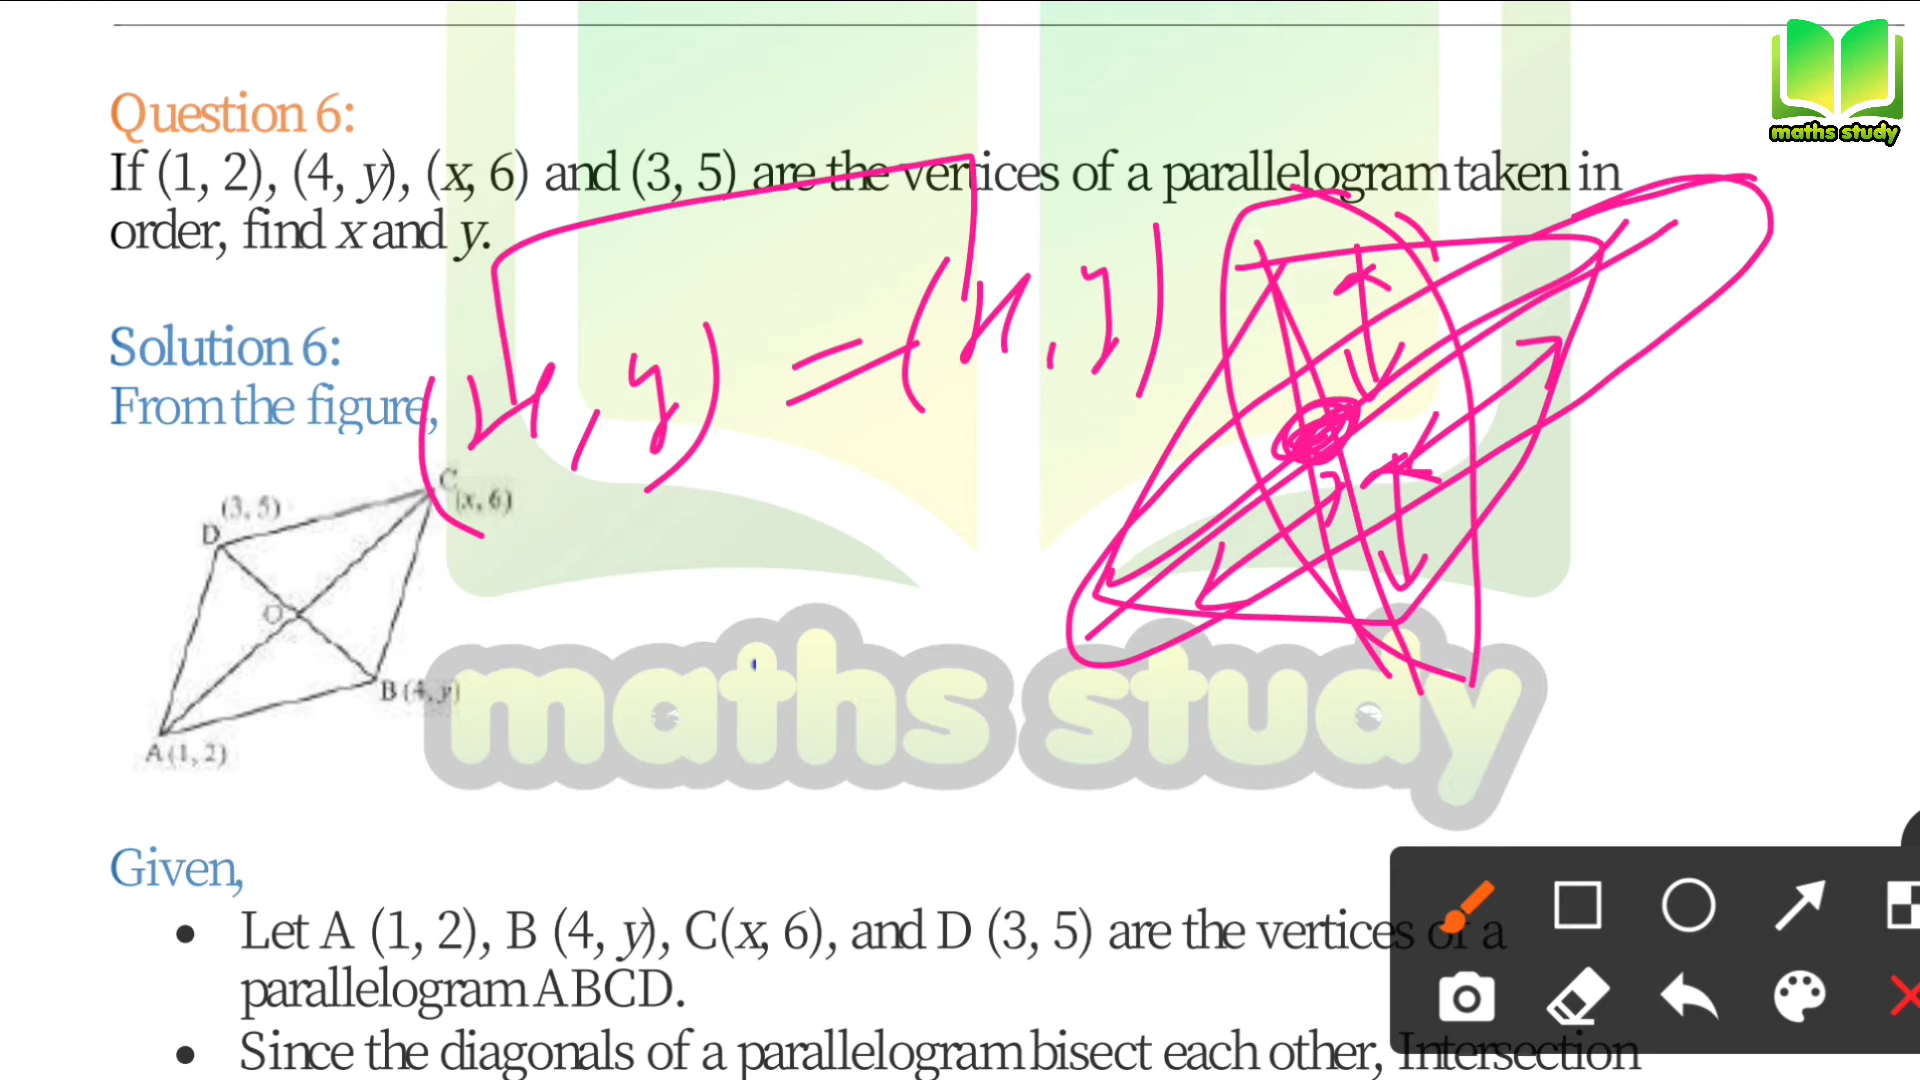 maths study
Question 6:
If (1, 2), (4, y), (x, 6) and (3, 5) are the vertices of a parallelogram taken in
order, find x and y.
Solution 6:
From the figure,
(x, y) = (x, y)
C
(x, 6)
(3, 5)
D
O
B (4, y)
A (1, 2)
maths study
Given,
• Let A (1, 2), B (4, y), C(x, 6), and D (3, 5) are the vertices of a
parallelogram ABCD.
• Since the diagonals of a parallelogram bisect each other, Intersection